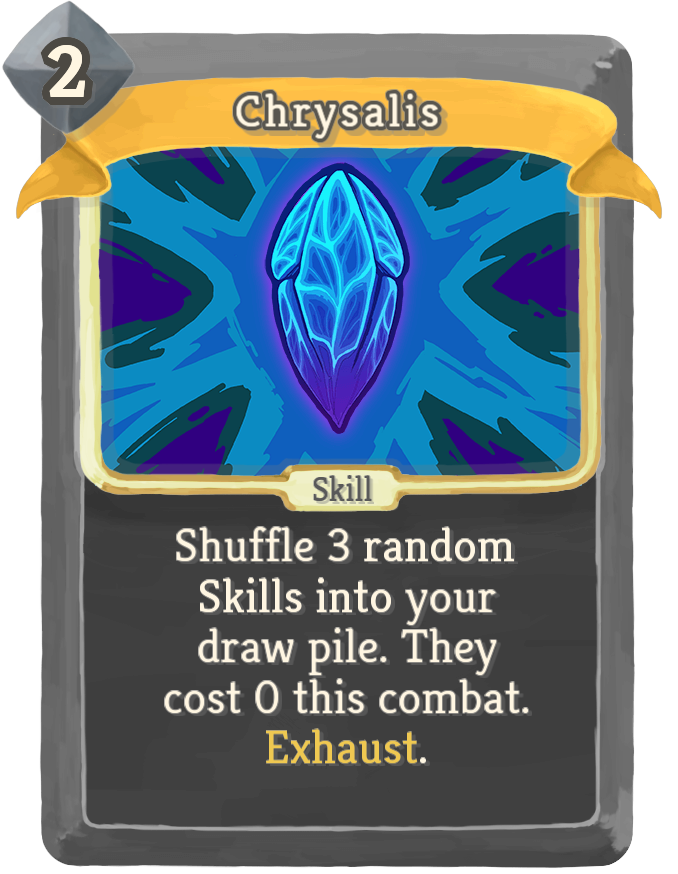 2
Chrysalis
Skill
Shuffle 3 random
Skills into your
draw pile. They
cost 0 this combat.
Exhaust.